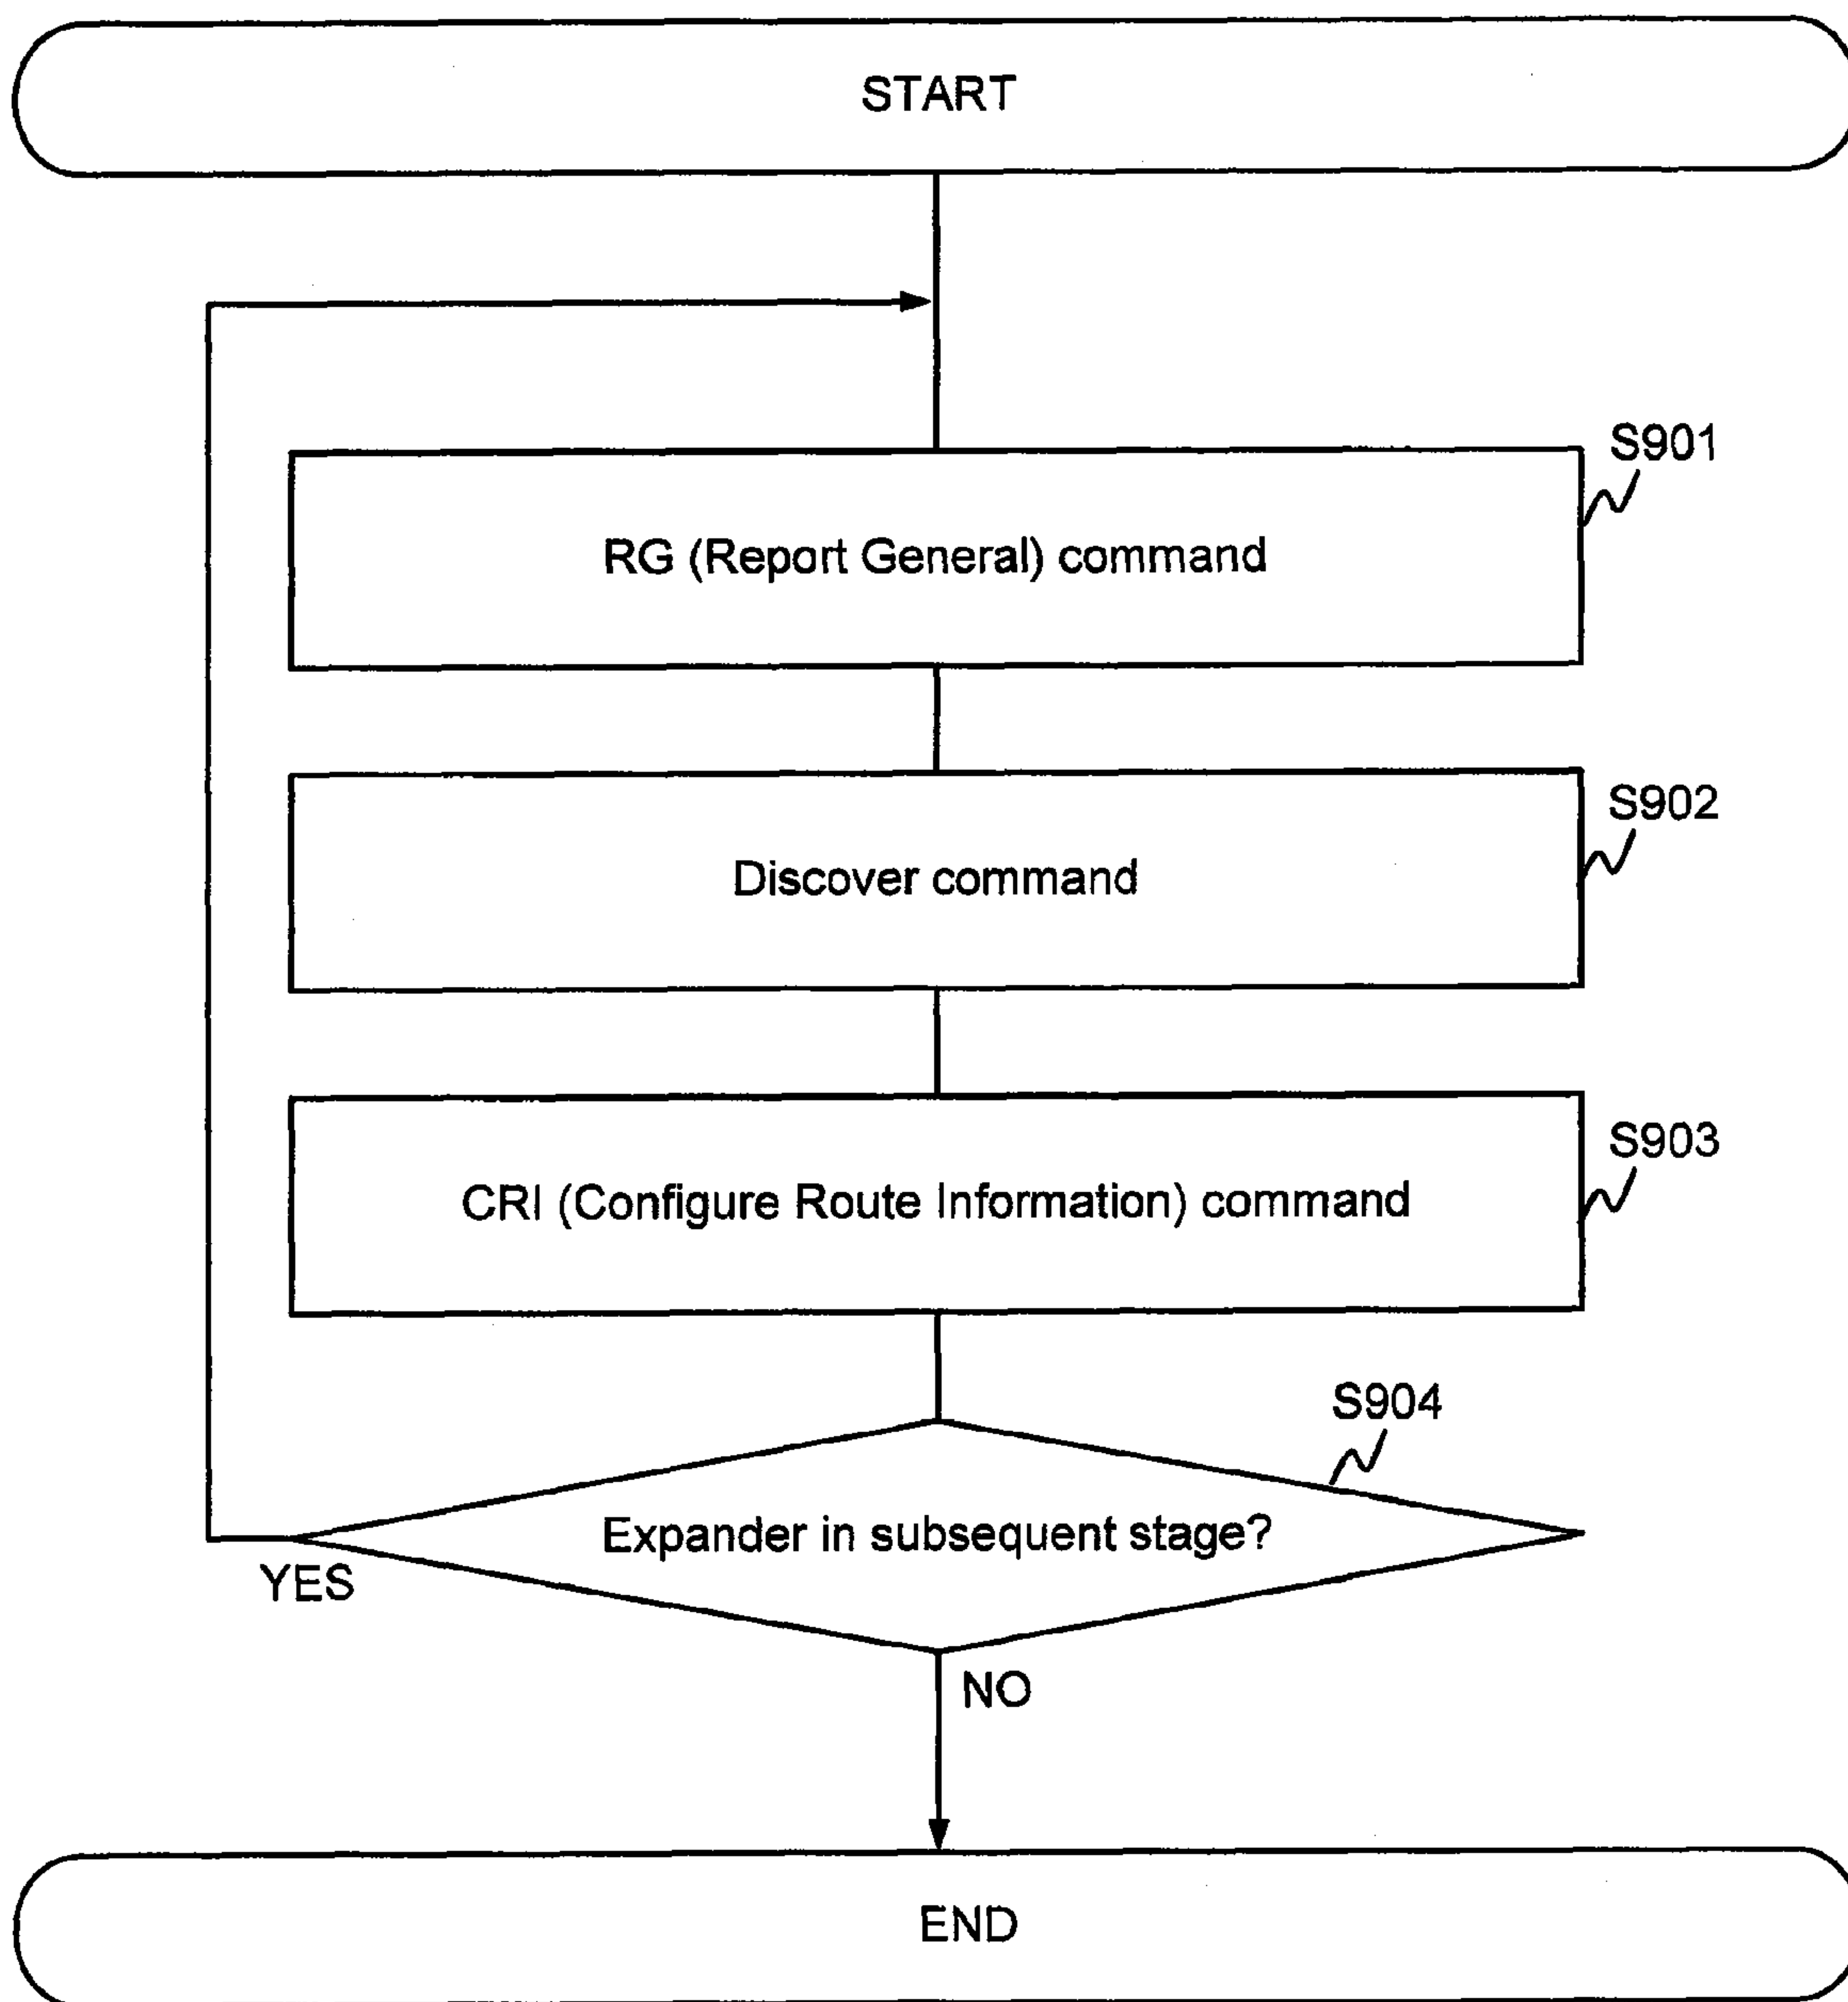 START
S901
RG (Report General) command
S902
Discover command
S903
CRI (Configure Route Information) command
S904
Expander in subsequent stage?
YES
NO
END